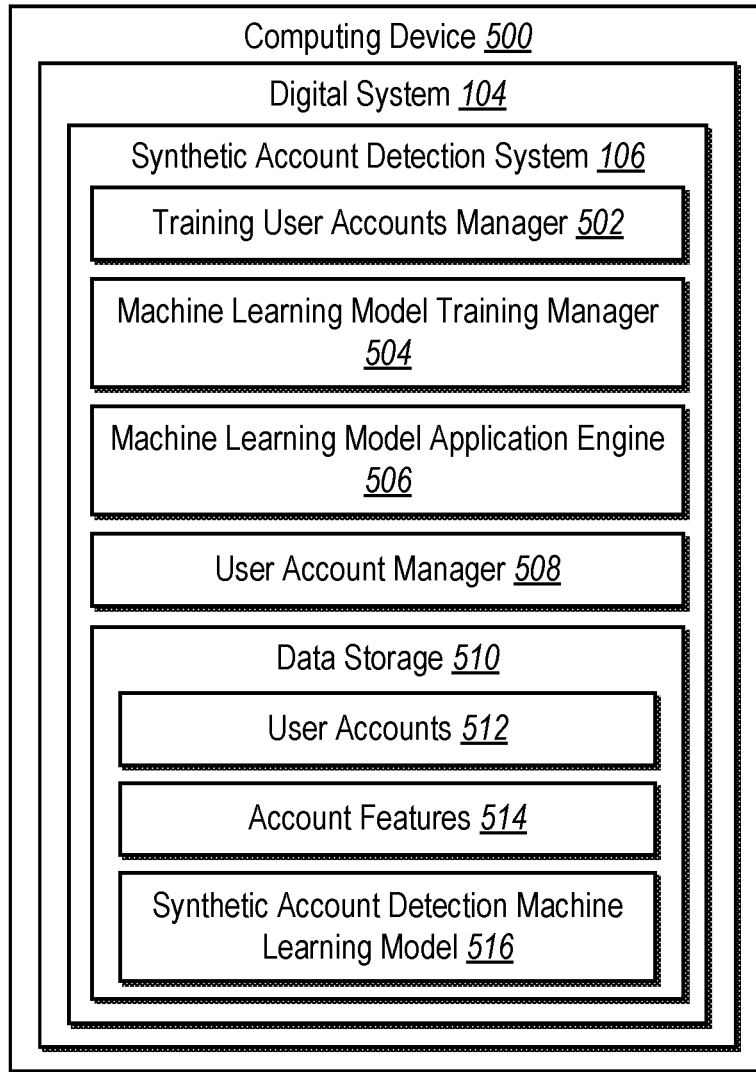 Computing Device 500
Digital System 104
Synthetic Account Detection System 106
Training User Accounts Manager 502
Machine Learning Model Training Manager
504
Machine Learning Model Application Engine
506
User Account Manager 508
Data Storage 510
User Accounts 512
Account Features 514
Synthetic Account Detection Machine
Learning Model 516